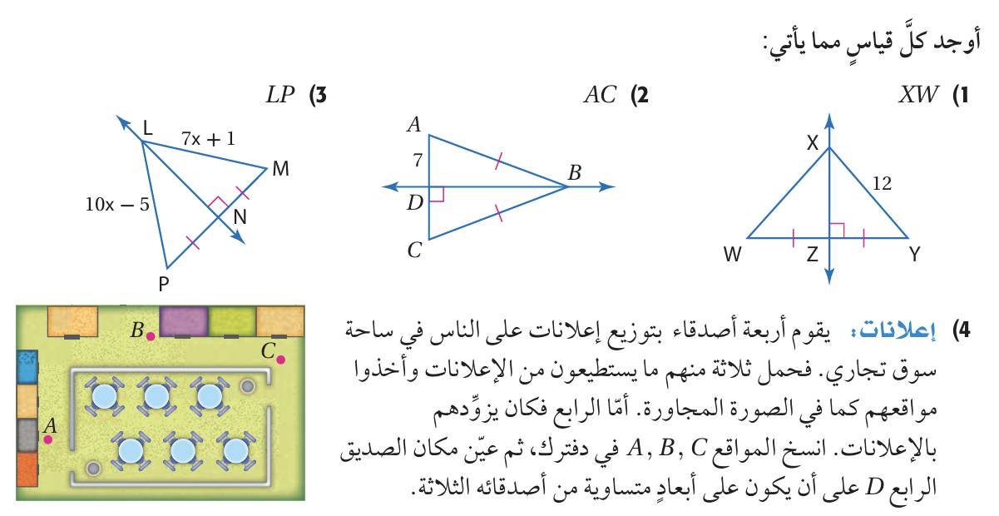 أوجد كلَّ قياسٍ مما يأتي:
(1 XW
(2 AC
(3 LP
X
12
W
Z
Y
A
7
B
D
C
L
7x + 1
M
10x − 5
N
P
(4 إعلانات: يقوم أربعة أصدقاء بتوزيع إعلانات على الناس في ساحة
سوق تجاري. فحمل ثلاثة منهم ما يستطيعون من الإعلانات وأخذوا
مواقعهم كما في الصورة المجاورة. أمّا الرابع فكان يزوِّدهم
بالإعلانات. انسخ المواقع A, B, C في دفترك، ثم عيّن مكان الصديق
الرابع D على أن يكون على أبعادٍ متساوية من أصدقائه الثلاثة.
B
C
A